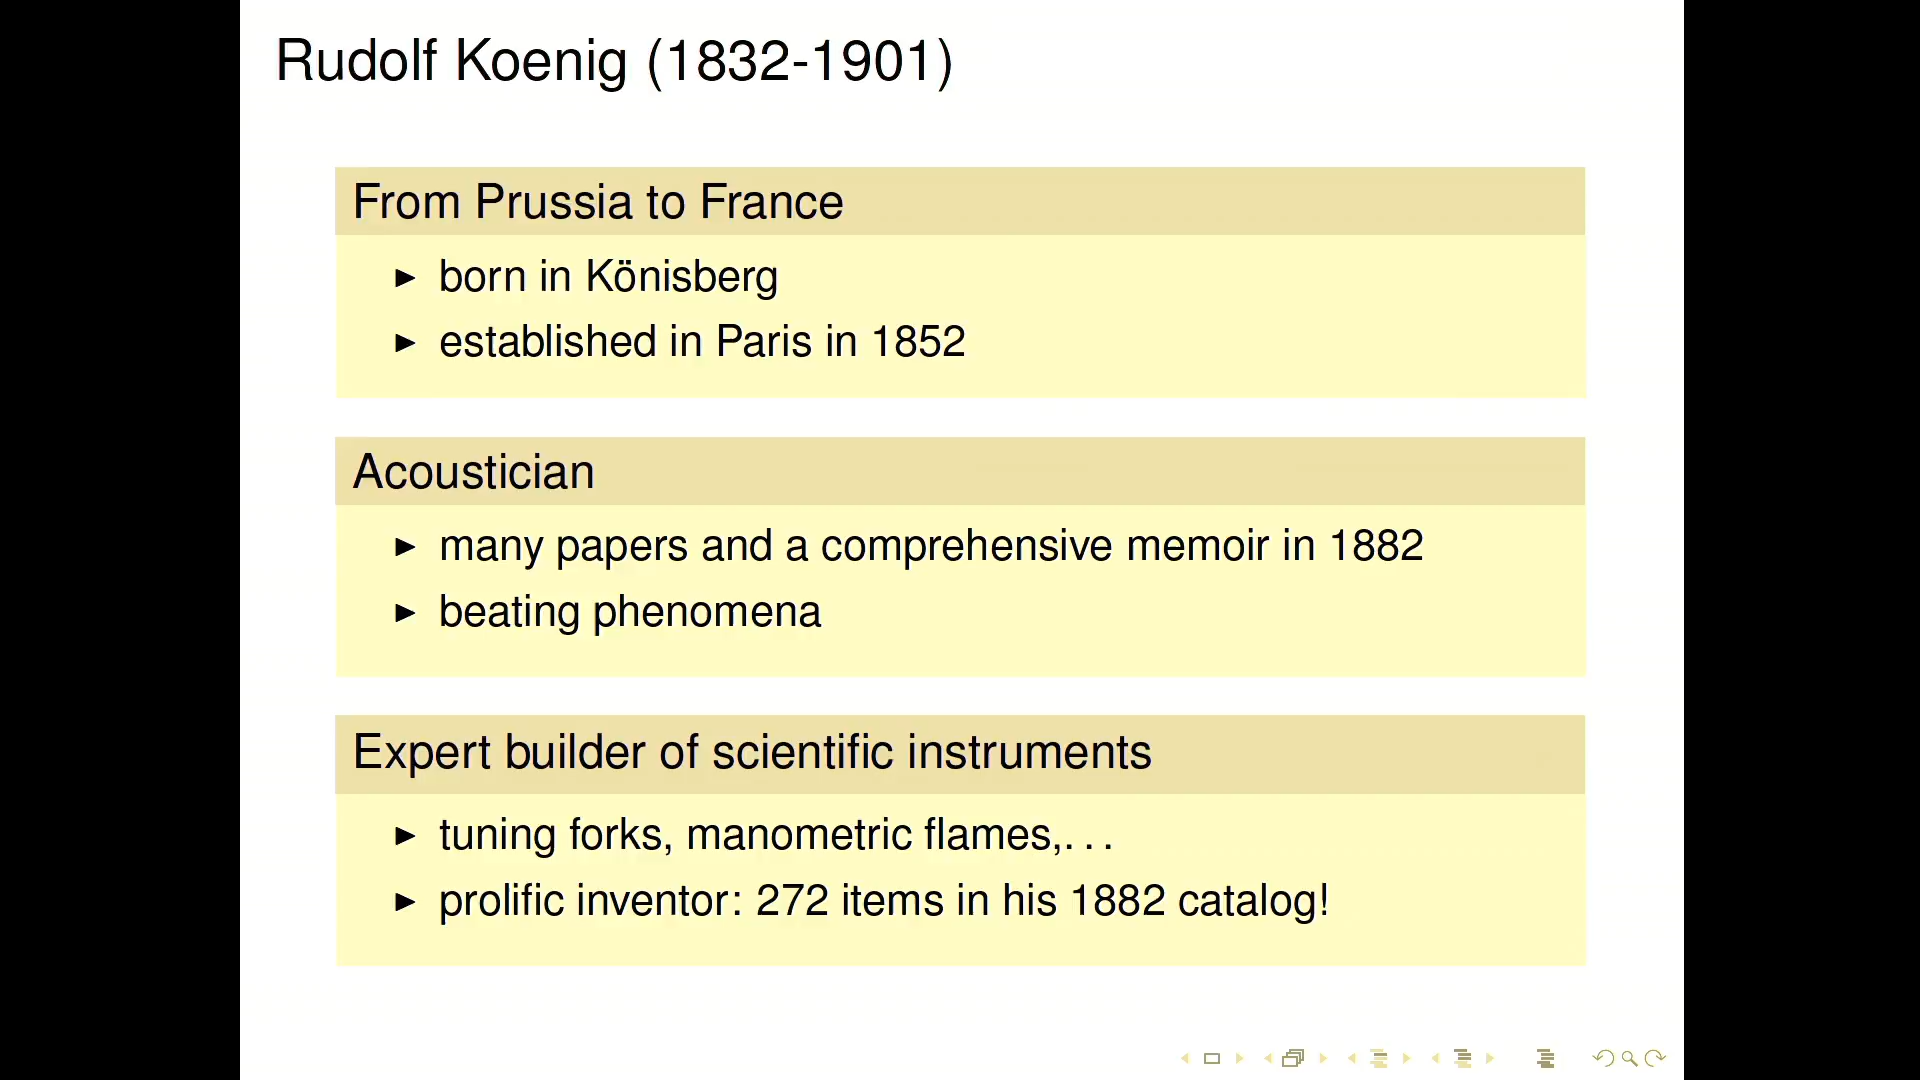 Rudolf Koenig (1832-1901)
From Prussia to France
born in Könisberg
established in Paris in 1852
Acoustician
many papers and a comprehensive memoir in 1882
beating phenomena
Expert builder of scientific instruments
tuning forks, manometric flames,. . .
prolific inventor: 272 items in his 1882 catalog!